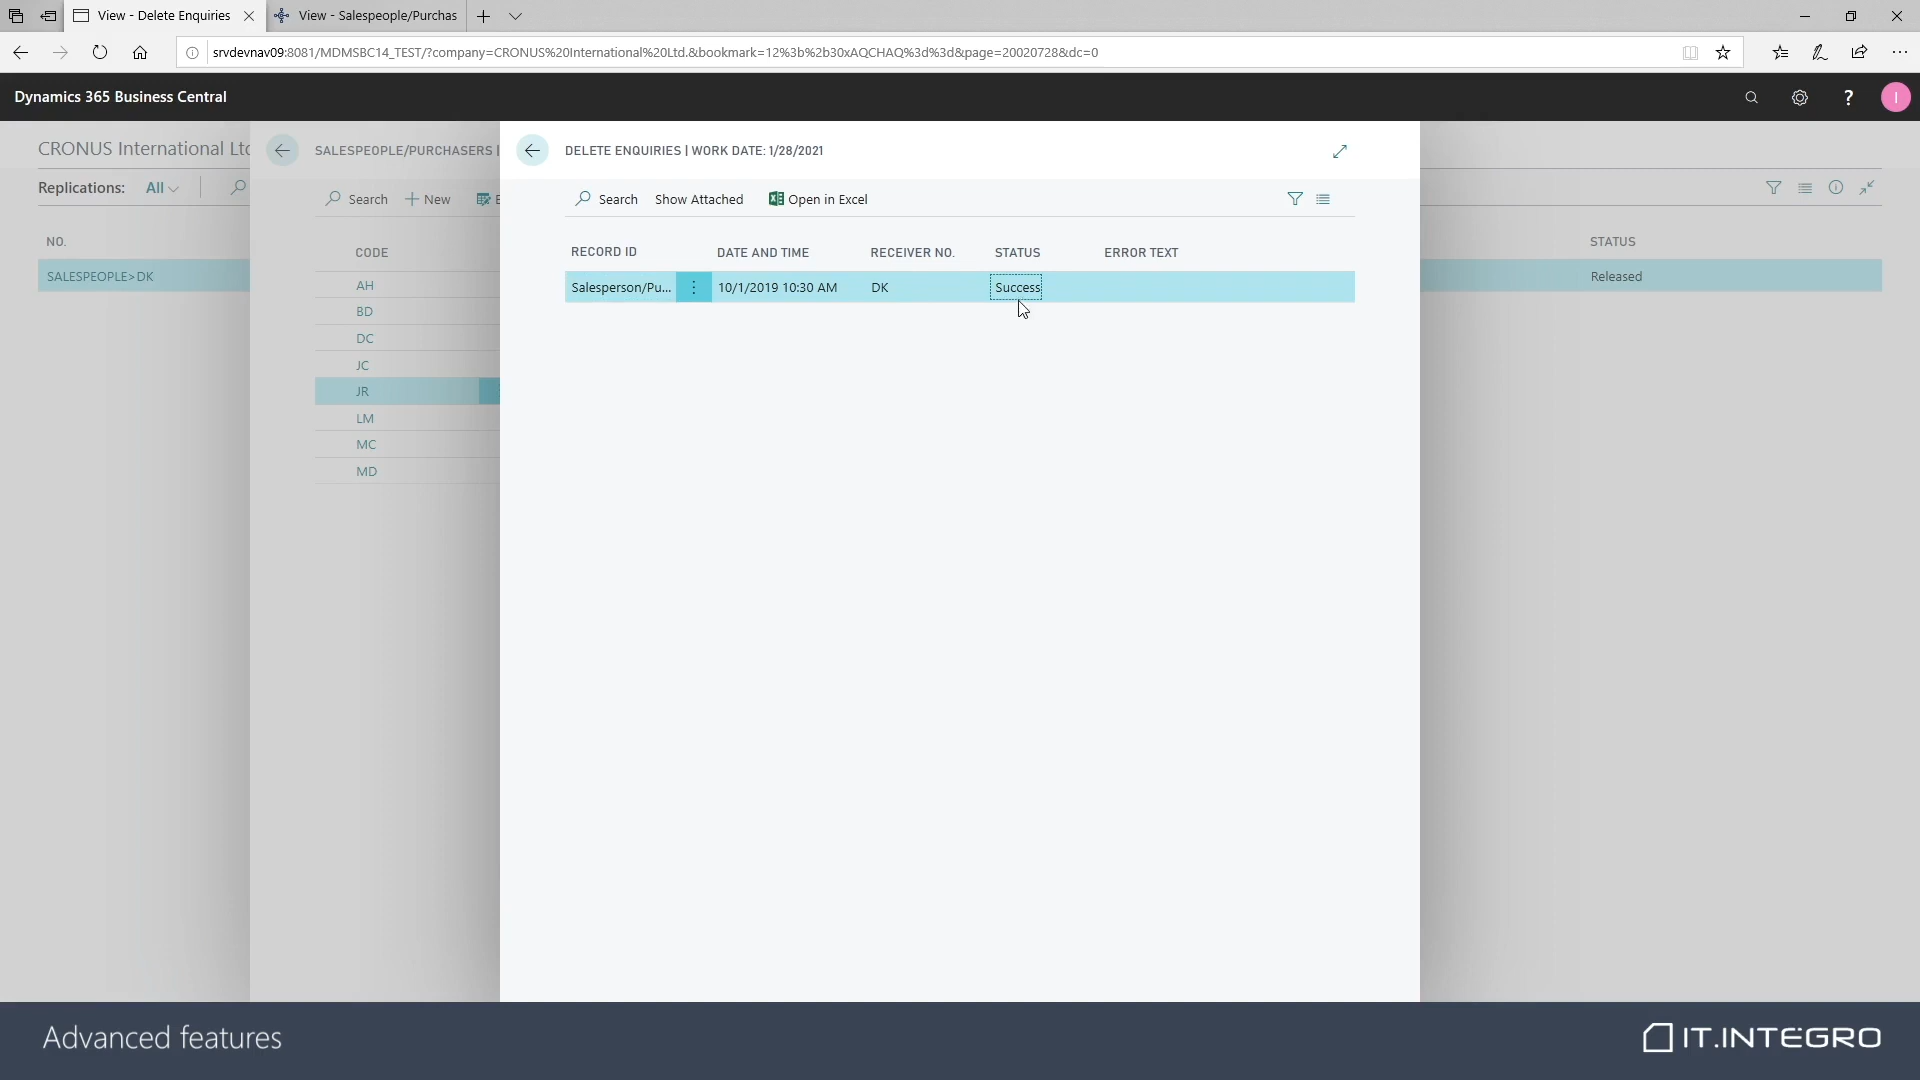 View - Delete Enquiries
View - Salespeople/Purchas
srvdevnav09:8081/MDMSBC14_TEST/?company=CRONUS%20International%20Ltd.&bookmark=12%3b%2b30xAQCHAQ%3d%3d&page=20020728&dc=0
Dynamics 365 Business Central
?
I
CRONUS International Ltd
Replications: All
NO.
SALESPEOPLE>DK
SALESPEOPLE/PURCHASERS |
Search
New
CODE
AH
BD
DC
JC
JR
LM
MC
MD
DELETE ENQUIRIES | WORK DATE: 1/28/2021
Search Show Attached Open in Excel
RECORD ID DATE AND TIME RECEIVER NO. STATUS ERROR TEXT
Salesperson/Pu... 10/1/2019 10:30 AM DK Success
STATUS
Released
Advanced features
IT.INTEGRO